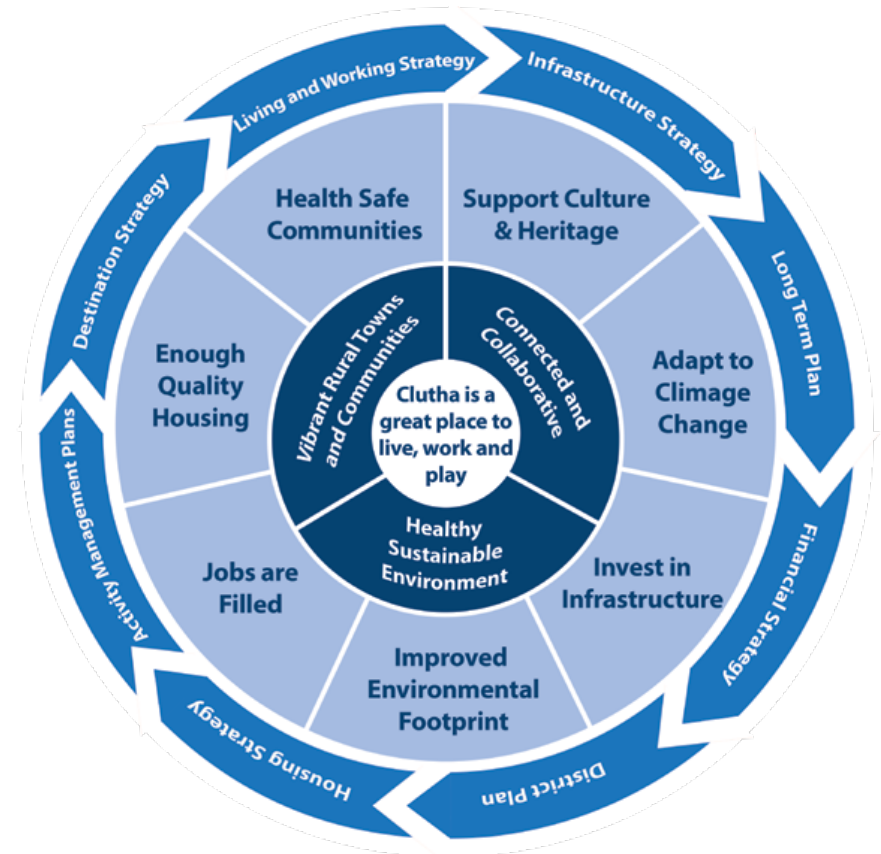 Living and Working Strategy
Infrastructure Strategy
Long Term Plan
Financial Strategy
District Plan
Housing Strategy
Activity Management Plans
Destination Strategy
Health Safe
Communities
Support Culture
& Heritage
Adapt to
Climage
Change
Invest in
Infrastructure
Improved
Environmental
Footprint
Jobs are
Filled
Enough
Quality
Housing
Vibrant Rural Towns
and Communities
Connected and
Collaborative
Healthy
Sustainable
Environment
Clutha is a
great place to
live, work and
play